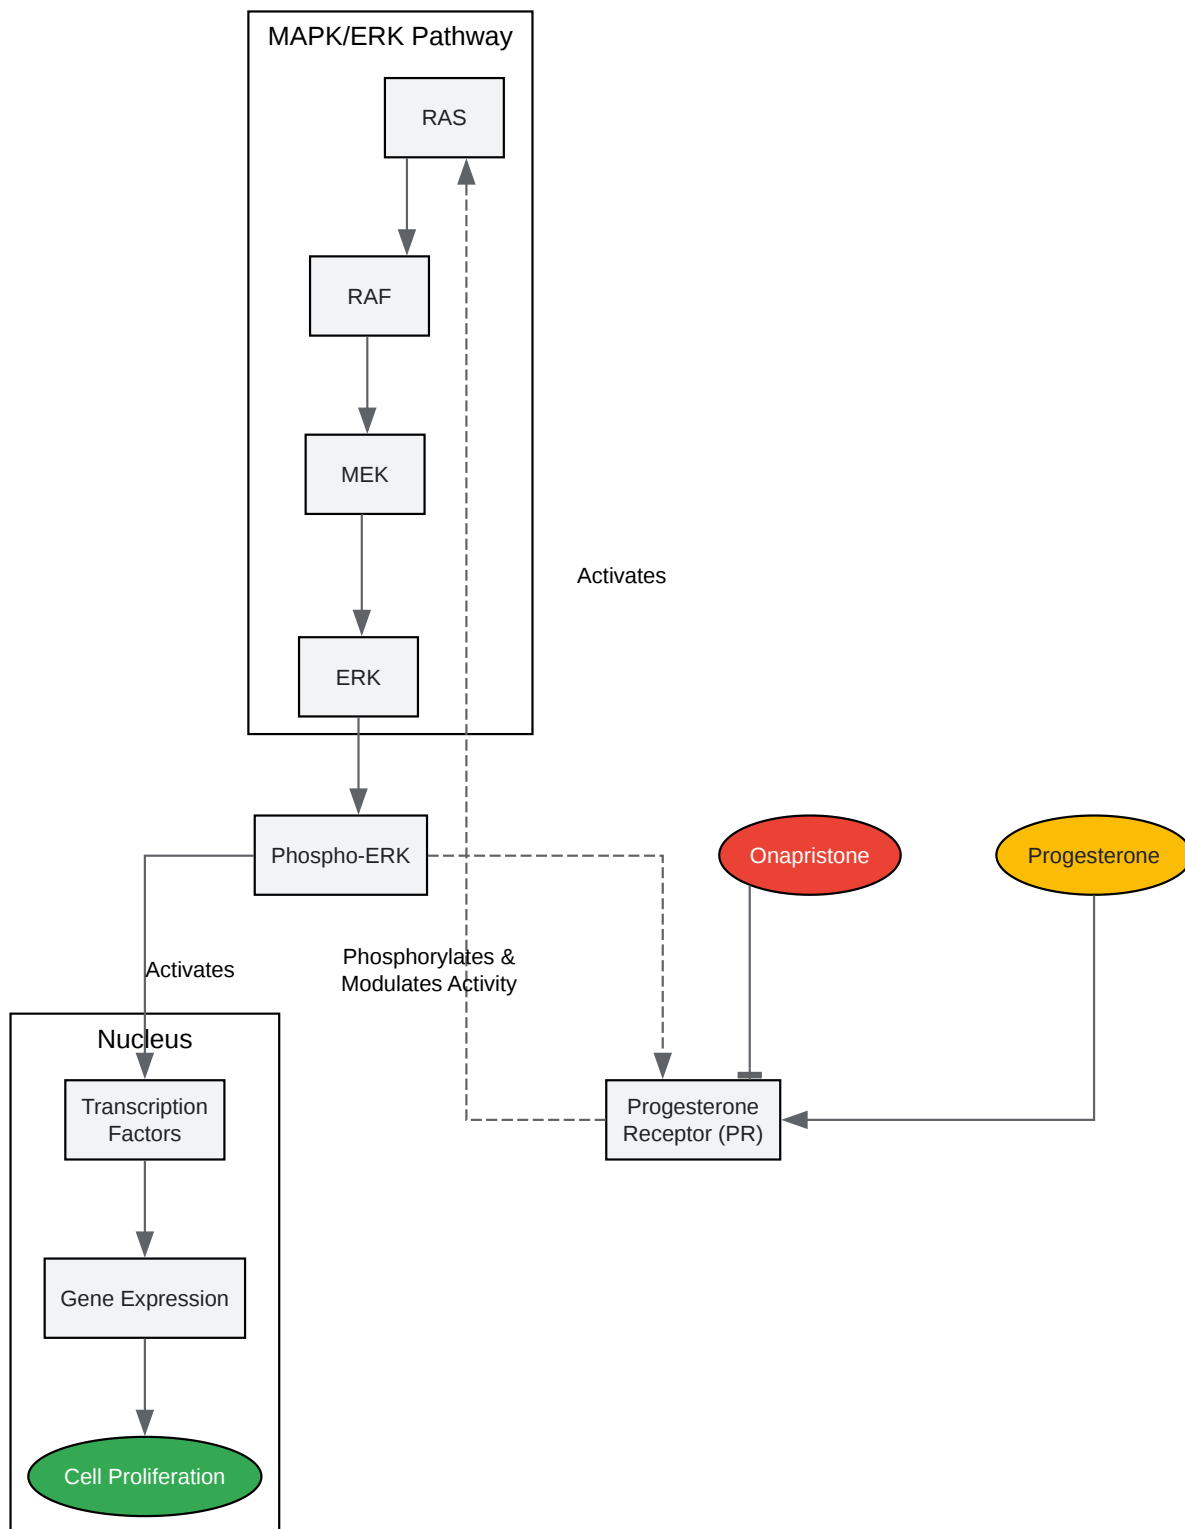 MAPK/ERK Pathway
RAS
RAF
MEK
Activates
ERK
Phospho-ERK
Onapristone
Progesterone
Phosphorylates &
Modulates Activity
Activates
Nucleus
Transcription
Factors
Progesterone
Receptor (PR)
Gene Expression
Cell Proliferation